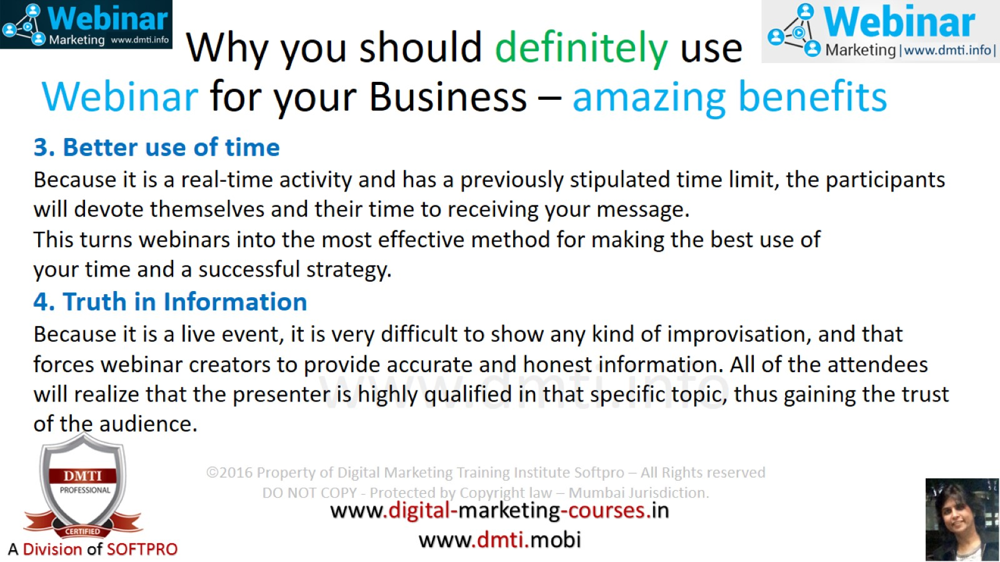 Webinar
Marketing www.dmti.info
Webinar
Marketing|www.dmti.info|
Why you should definitely use
Webinar for your Business – amazing benefits
3. Better use of time
Because it is a real-time activity and has a previously stipulated time limit, the participants
will devote themselves and their time to receiving your message.
This turns webinars into the most effective method for making the best use of
your time and a successful strategy.
4. Truth in Information
Because it is a live event, it is very difficult to show any kind of improvisation, and that
forces webinar creators to provide accurate and honest information. All of the attendees
will realize that the presenter is highly qualified in that specific topic, thus gaining the trust
of the audience.
www.dmti.info
DMTI
PROFESSIONAL
CERTIFIED
A Division of SOFTPRO
©2016 Property of Digital Marketing Training Institute Softpro – All Rights reserved
DO NOT COPY - Protected by Copyright law – Mumbai Jurisdiction.
www.digital-marketing-courses.in
www.dmti.mobi